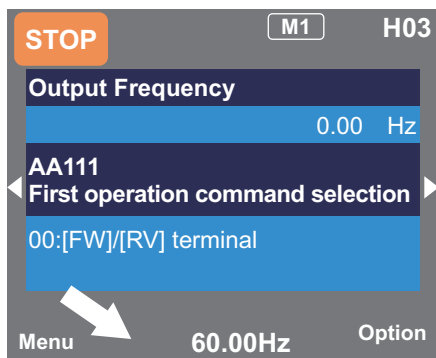 STOP M1 H03
Output Frequency
0.00 Hz
AA111
First operation command selection
00:[FW]/[RV] terminal
Menu 60.00Hz Option